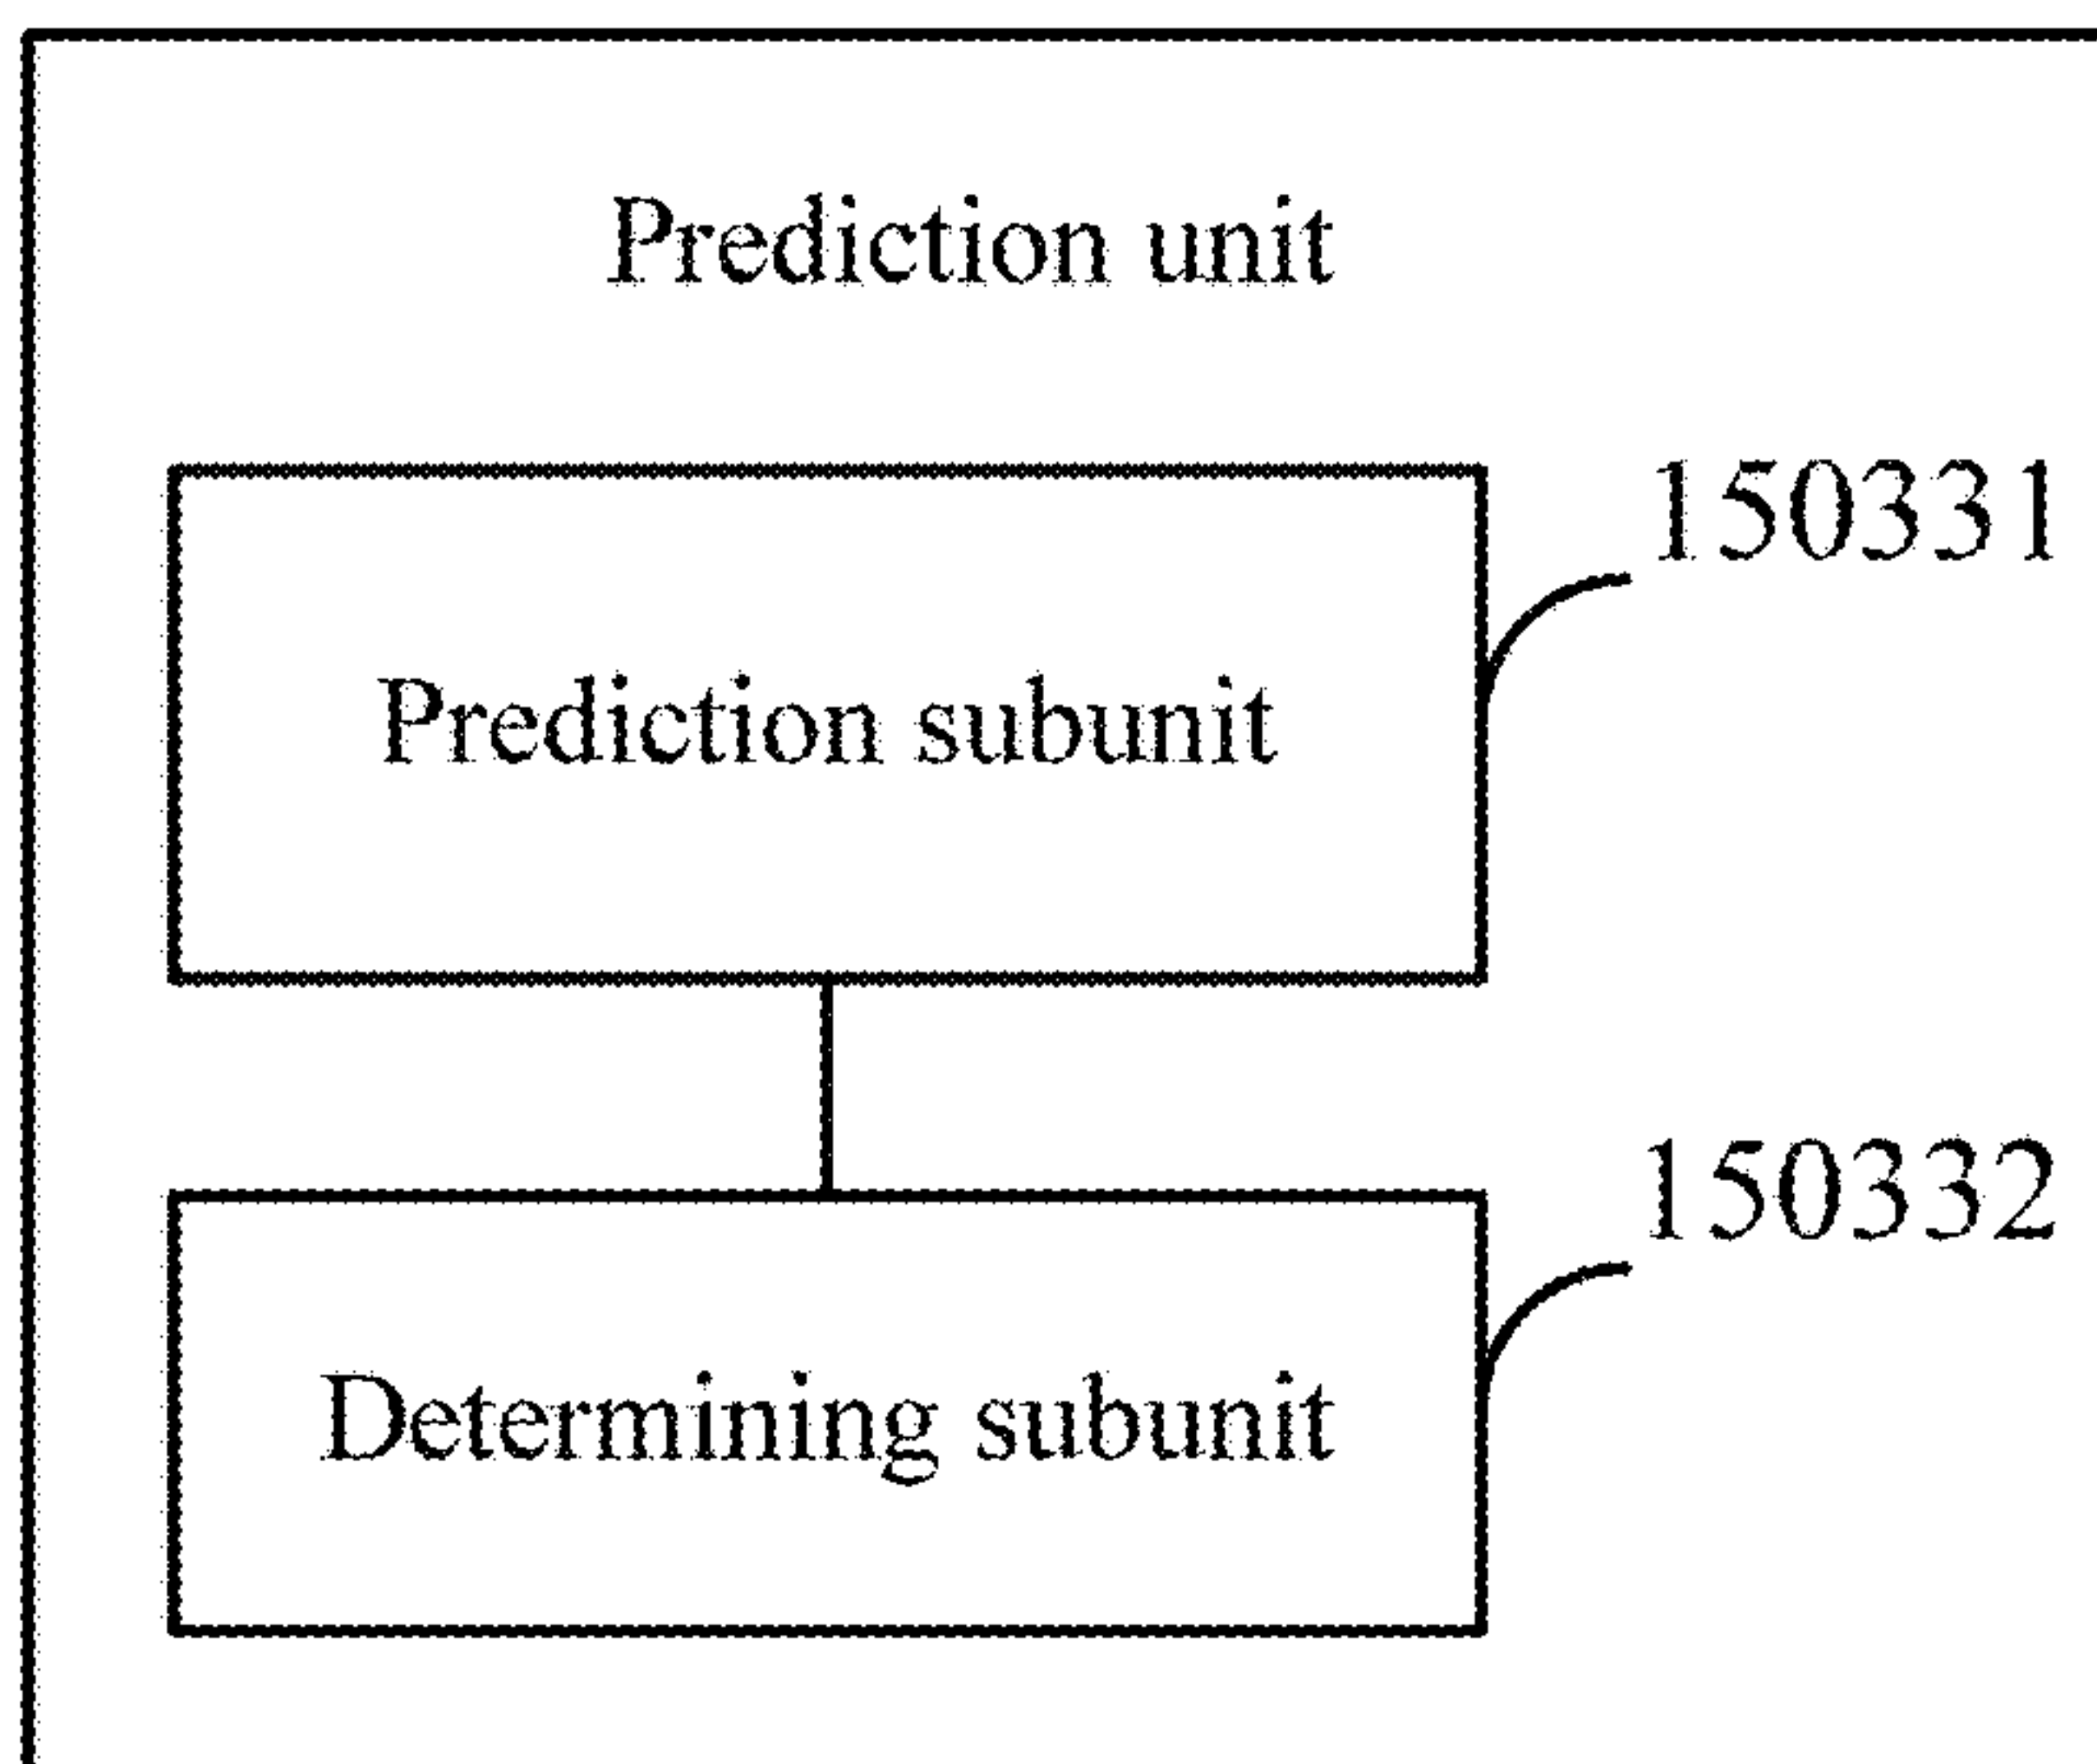 Prediction unit
150331
Prediction subunit
150332
Determining subunit